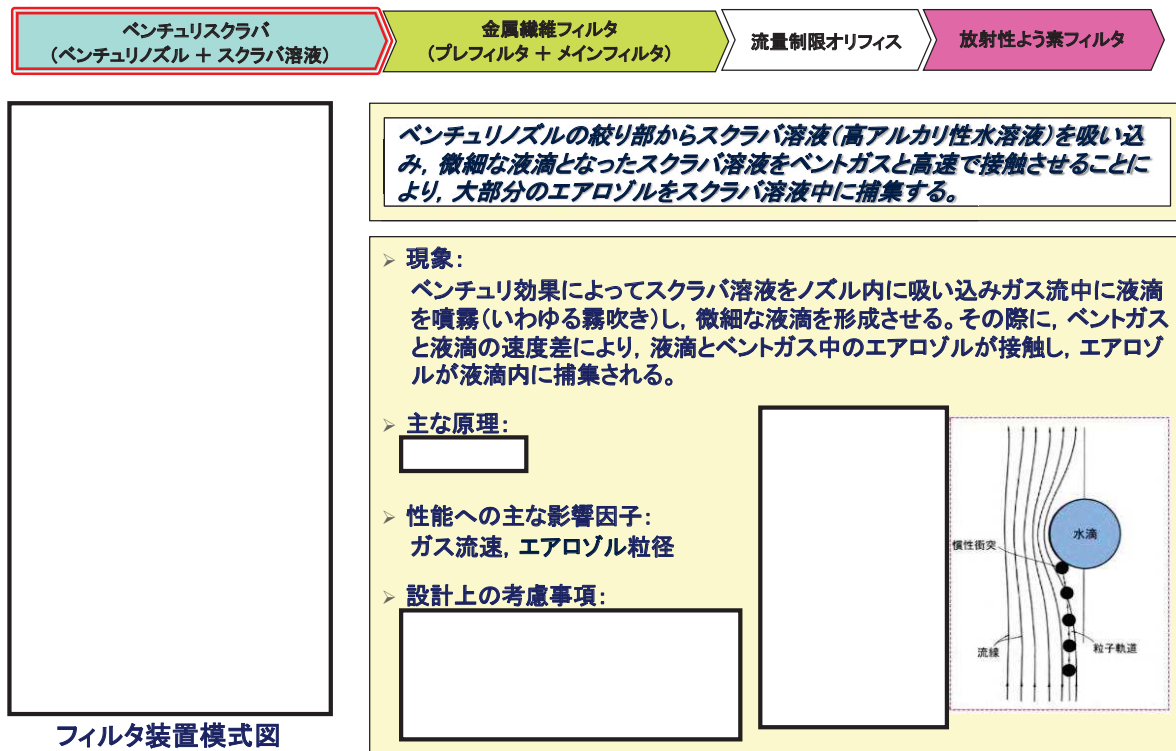 ベンチュリスクラバ
(ベンチュリノズル + スクラバ溶液)
金属繊維フィルタ
(プレフィルタ + メインフィルタ)
流量制限オリフィス
放射性よう素フィルタ
ベンチュリノズルの絞り部からスクラバ溶液(高アルカリ性水溶液)を吸い込
み, 微細な液滴となったスクラバ溶液をベントガスと高速で接触させることに
より, 大部分のエアロゾルをスクラバ溶液中に捕集する。
➢ 現象:
ベンチュリ効果によってスクラバ溶液をノズル内に吸い込みガス流中に液滴
を噴霧(いわゆる霧吹き)し, 微細な液滴を形成させる。その際に, ベントガス
と液滴の速度差により, 液滴とベントガス中のエアロゾルが接触し, エアロゾ
ルが液滴内に捕集される。
➢ 主な原理:
➢ 性能への主な影響因子:
ガス流速, エアロゾル粒径
➢ 設計上の考慮事項:
水滴
慣性衝突
流線
粒子軌道
フィルタ装置模式図